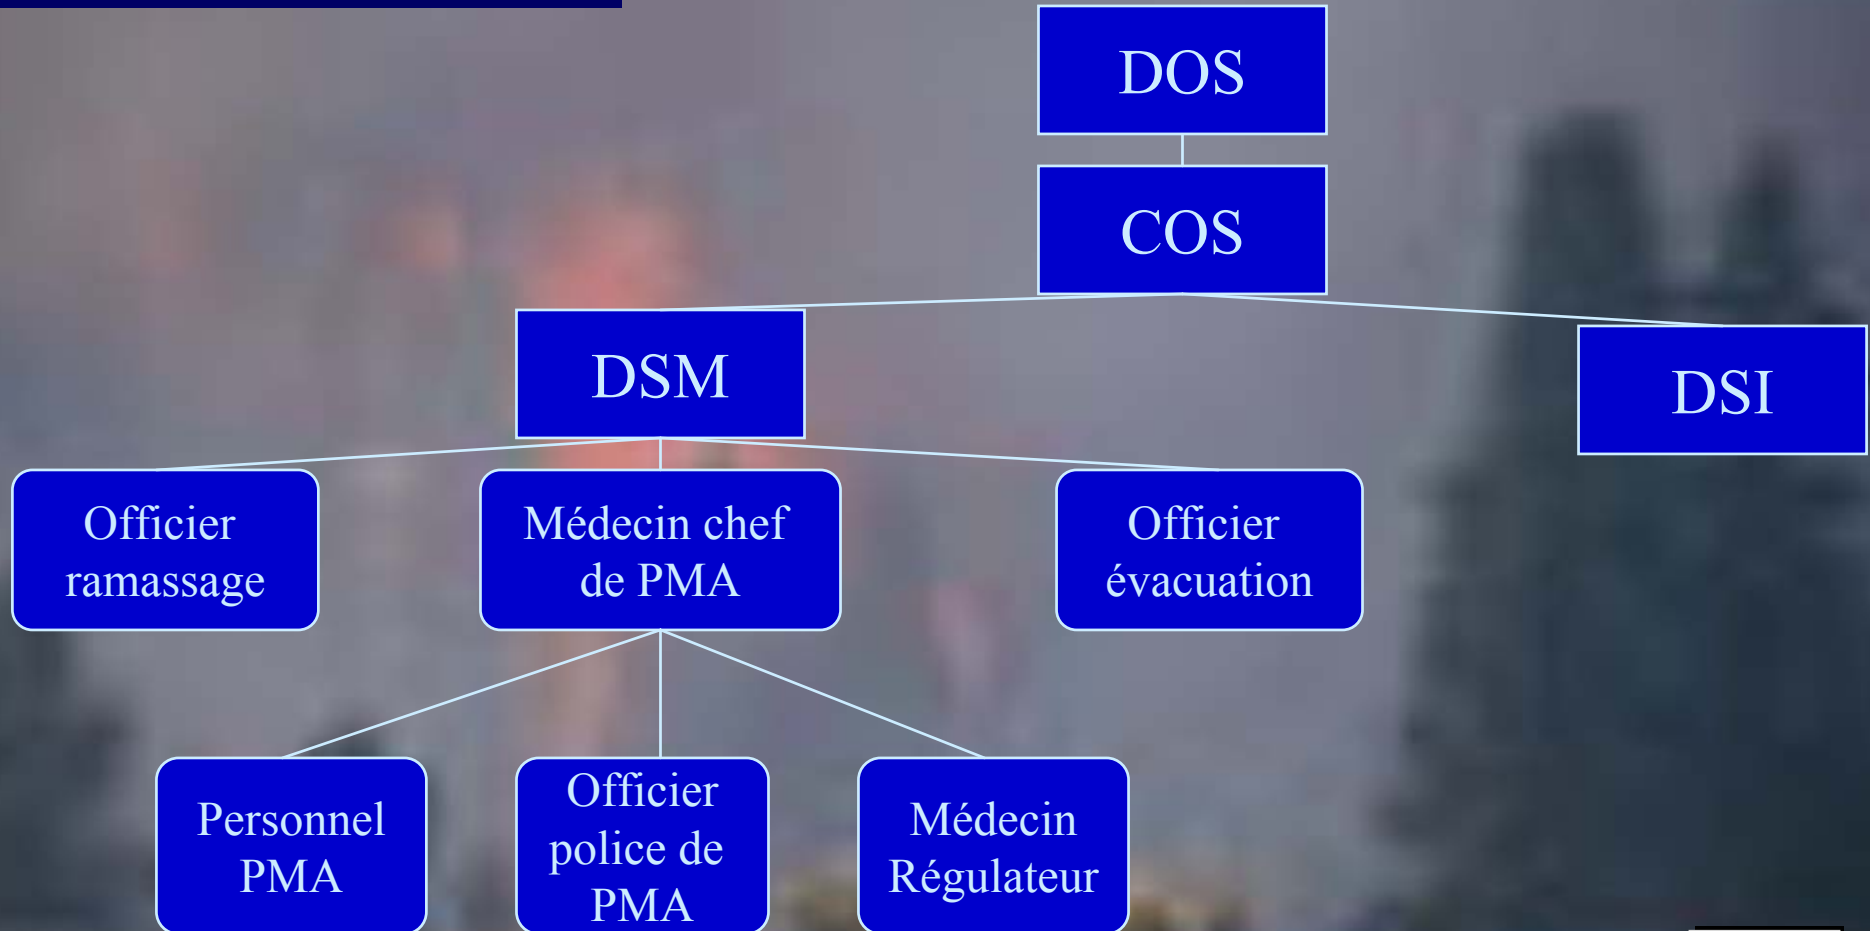 DOS
COS
DSM
DSI
Officier
ramassage
Médecin chef
de PMA
Officier
évacuation
Personnel
PMA
Officier
police de
PMA
Médecin
Régulateur